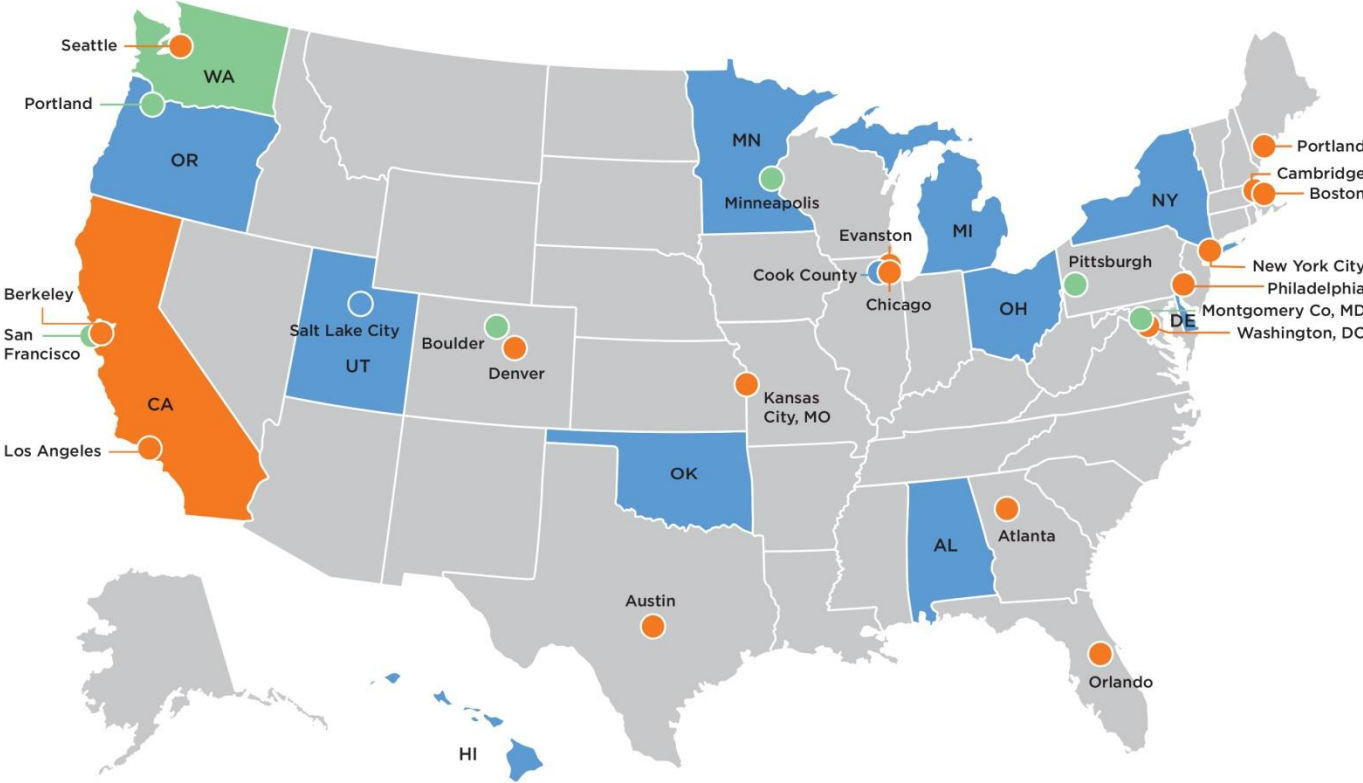 Seattle
WA
Portland
OR
MN
Minneapolis
Portland
Cambridge
Boston
NY
MI
Evanston
Cook County
Chicago
Pittsburgh
New York City
Philadelphia
Montgomery Co, MD
DE
Washington, DC
OH
Berkeley
San
Francisco
Salt Lake City
UT
Boulder
Denver
CA
Kansas
City, MO
Los Angeles
OK
AL
Atlanta
Austin
Orlando
HI